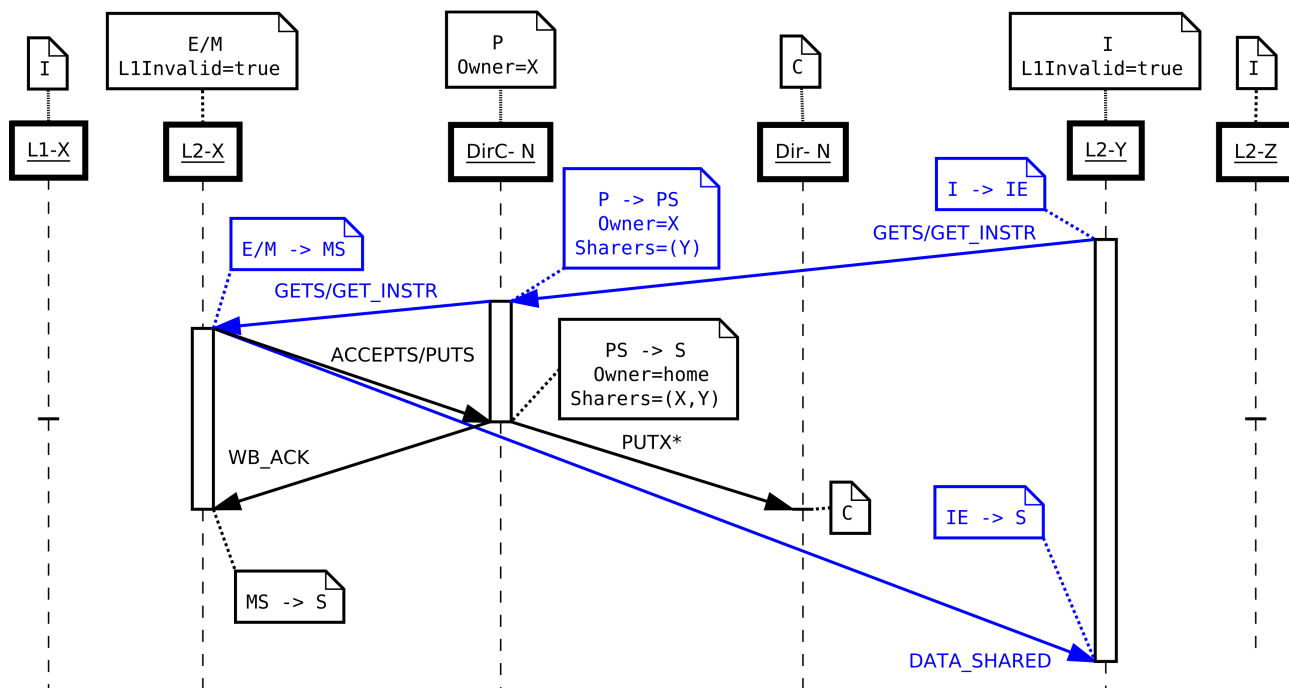 I
E/M
L1Invalid=true
P
Owner=X
C
I
L1Invalid=true
I
L1-X
L2-X
DirC- N
Dir- N
L2-Y
L2-Z
P -> PS
Owner=X
Sharers=(Y)
I -> IE
E/M -> MS
GETS/GET_INSTR
GETS/GET_INSTR
ACCEPTS/PUTS
PS -> S
Owner=home
Sharers=(X,Y)
WB_ACK
PUTX*
C
IE -> S
MS -> S
DATA_SHARED